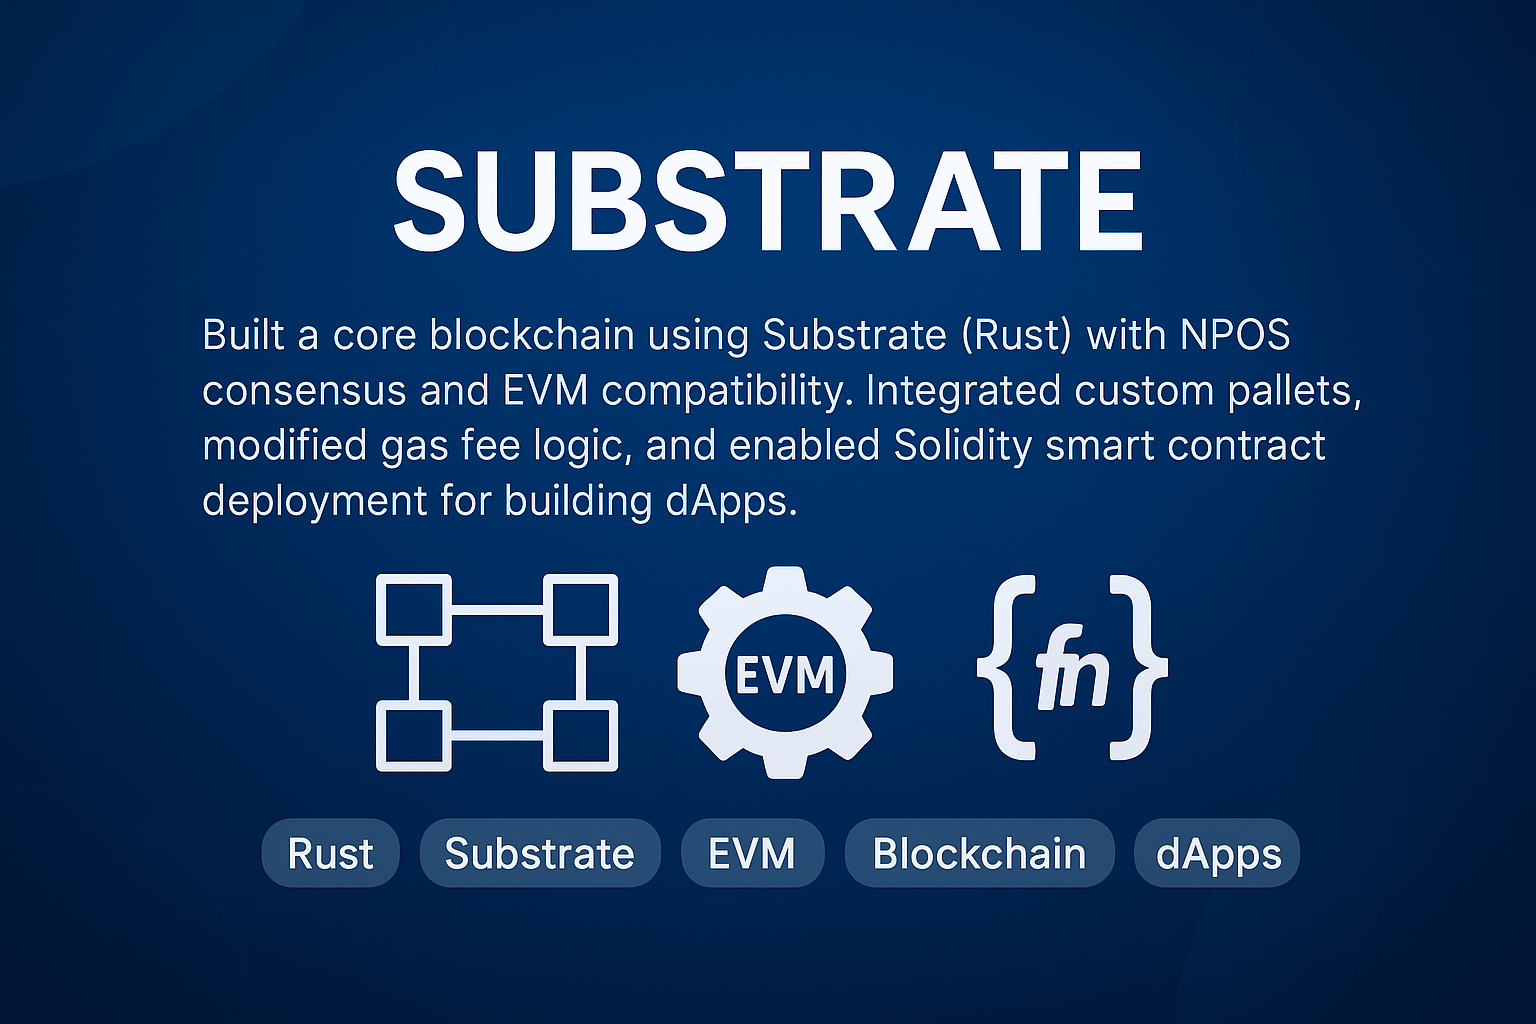 SUBSTRATE
Built a core blockchain using Substrate (Rust) with NPOS
consensus and EVM compatibility. Integrated custom pallets,
modified gas fee logic, and enabled Solidity smart contract
deployment for building dApps.
EVM
{fn}
Rust
Substrate
EVM
Blockchain
dApps